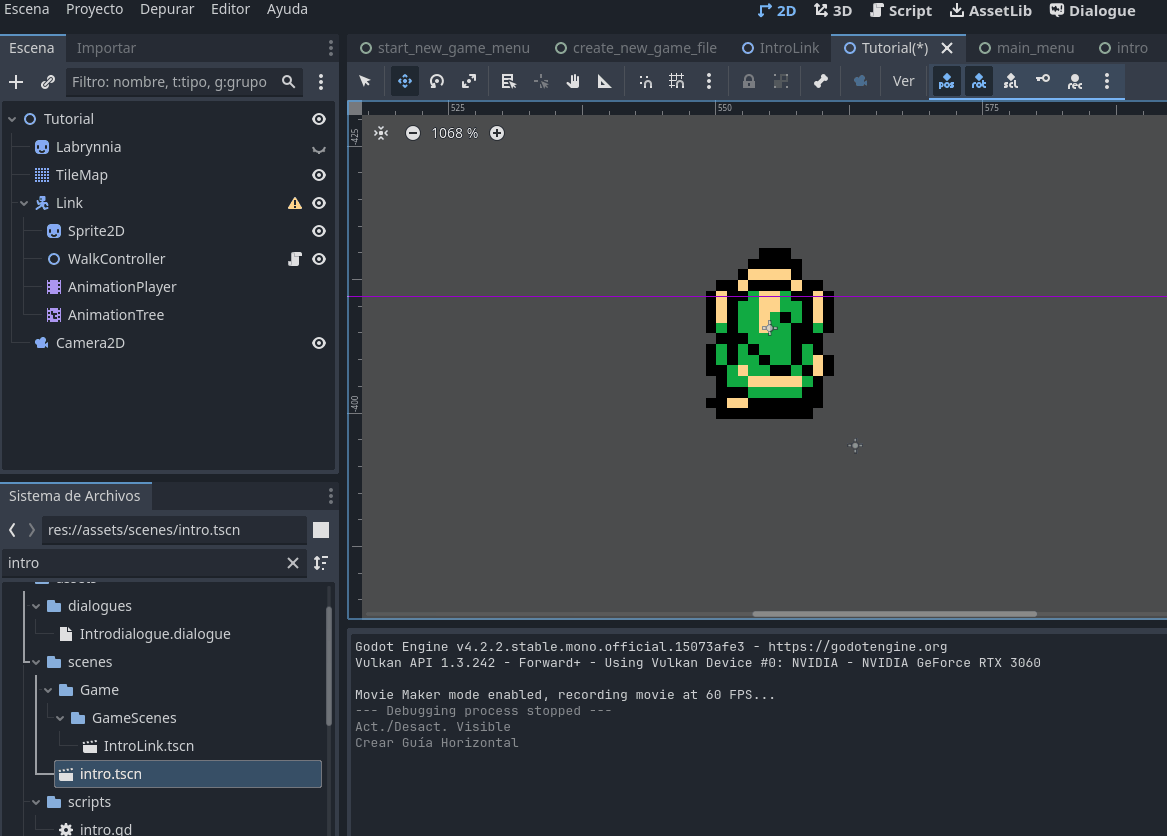 Escena Proyecto Depurar Editor Ayuda
2D 3D Script AssetLib Dialogue
Escena Importar
start_new_game_menu create_new_game_file IntroLink Tutorial(*) main_menu intro
Filtro: nombre, t:tipo, g:grupo
Ver
pos rot scl rec
525 550 575
1068 %
-425
-400
Tutorial
Labrynnia
TileMap
Link
Sprite2D
WalkController
AnimationPlayer
AnimationTree
Camera2D
Sistema de Archivos
res://assets/scenes/intro.tscn
intro
assets
dialogues
Introdialogue.dialogue
scenes
Game
GameScenes
IntroLink.tscn
intro.tscn
scripts
intro.gd
Godot Engine v4.2.2.stable.mono.official.15073afe3 - https://godotengine.org
Vulkan API 1.3.242 - Forward+ - Using Vulkan Device #0: NVIDIA - NVIDIA GeForce RTX 3060
Movie Maker mode enabled, recording movie at 60 FPS...
--- Debugging process stopped ---
Act./Desact. Visible
Crear Guía Horizontal